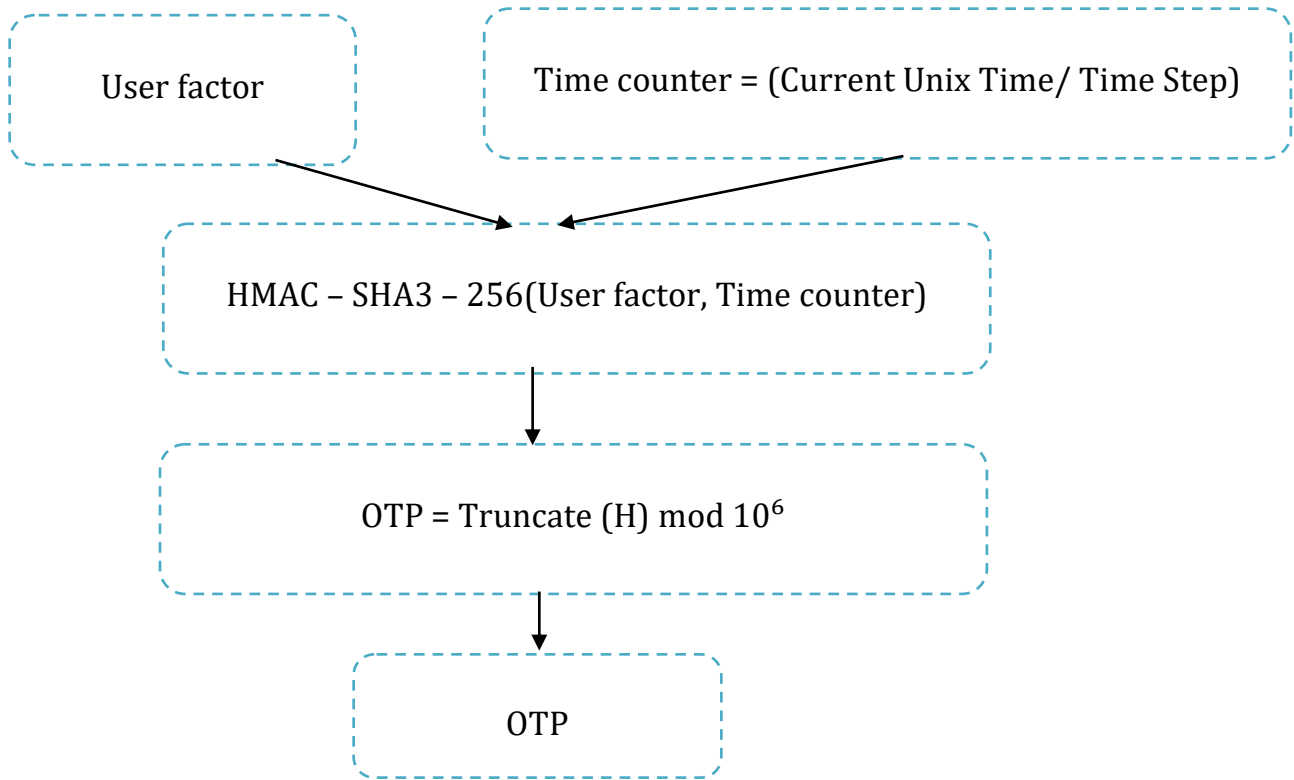 User factor
Time counter = (Current Unix Time/ Time Step)
HMAC – SHA3 – 256(User factor, Time counter)
OTP = Truncate (H) mod 10⁶
OTP